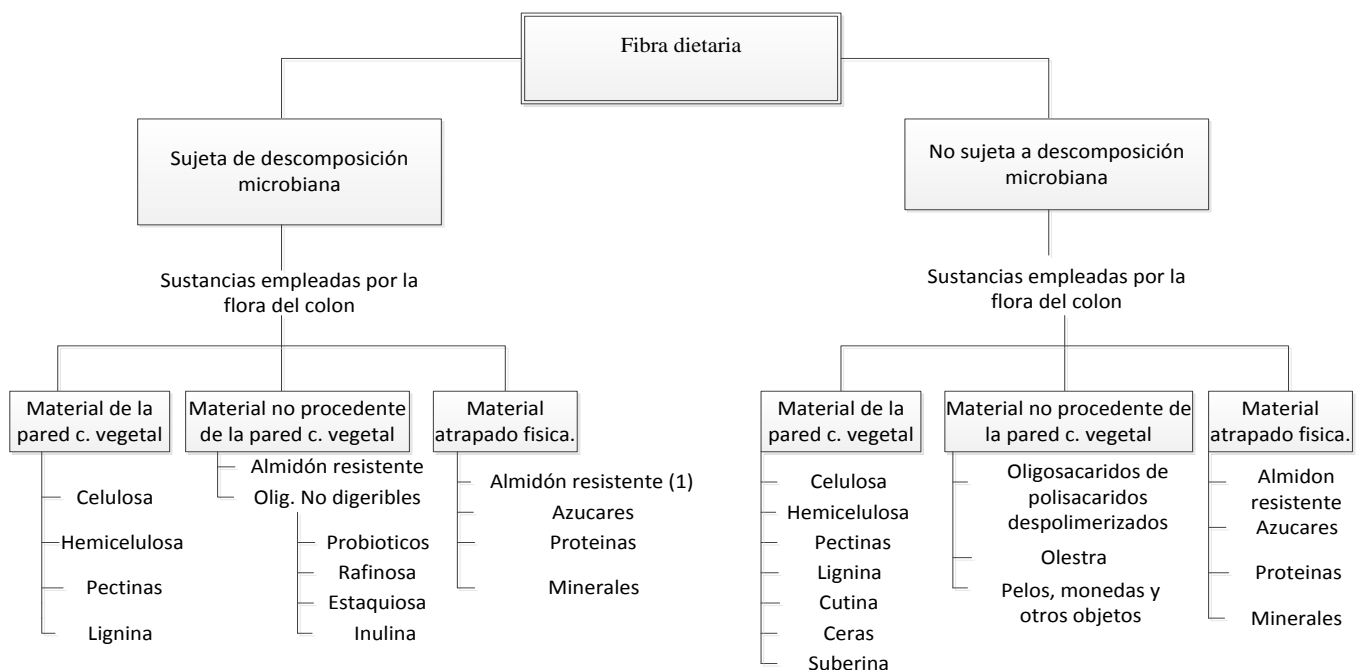 Fibra dietaria
Sujeta de descomposición
microbiana
No sujeta a descomposición
microbiana
Sustancias empleadas por la
flora del colon
Sustancias empleadas por la
flora del colon
Material de la
pared c. vegetal
Material no procedente
de la pared c. vegetal
Material
atrapado fisica.
Material de la
pared c. vegetal
Material no procedente de
la pared c. vegetal
Material
atrapado fisica.
Celulosa
Hemicelulosa
Pectinas
Lignina
Almidón resistente
Olig. No digeribles
Probioticos
Rafinosa
Estaquiosa
Inulina
Almidón resistente (1)
Azucares
Proteinas
Minerales
Celulosa
Hemicelulosa
Pectinas
Lignina
Cutina
Ceras
Suberina
Oligosacaridos de
polisacaridos
despolimerizados
Olestra
Pelos, monedas y
otros objetos
Almidon
resistente
Azucares
Proteinas
Minerales